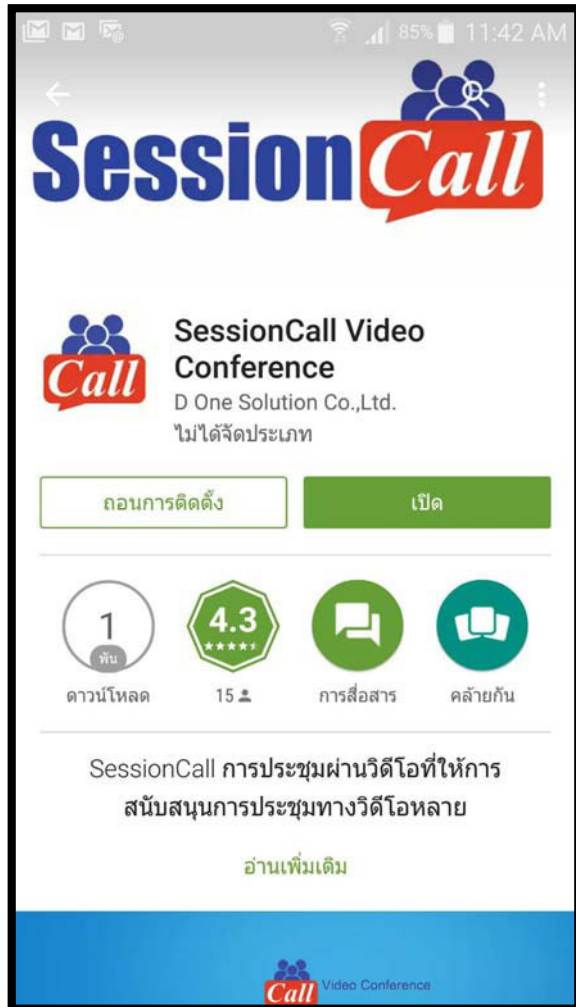 85% 11:42 AM
SessionCall
Call
SessionCall Video
Conference
D One Solution Co.,Ltd.
ไม่ได้จัดประเภท
ถอนการติดตั้ง
เปิด
1
พัน
4.3
ดาวน์โหลด
15
การสื่อสาร
คล้ายกัน
SessionCall การประชุมผ่านวิดีโอที่ให้การ
สนับสนุนการประชุมทางวิดีโอหลาย
อ่านเพิ่มเติม
Call Video Conference